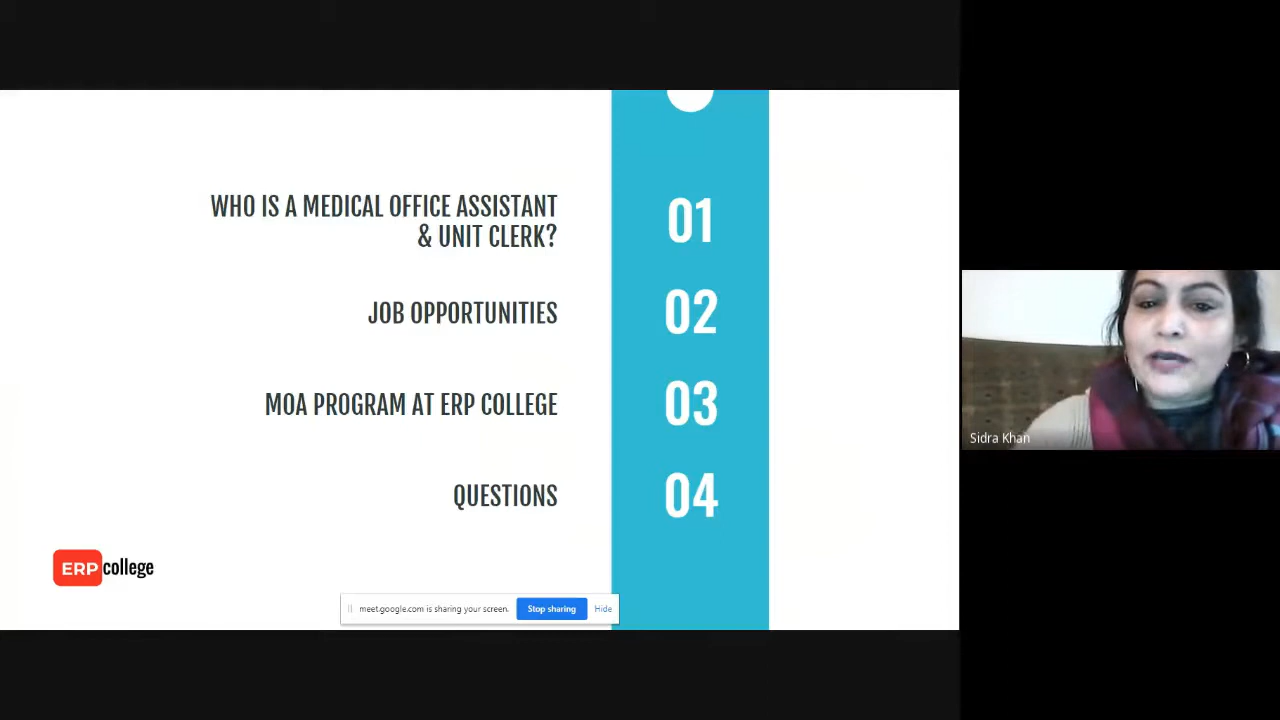 WHO IS A MEDICAL OFFICE ASSISTANT
& UNIT CLERK?
01
JOB OPPORTUNITIES
02
MOA PROGRAM AT ERP COLLEGE
03
QUESTIONS
04
ERP college
meet.google.com is sharing your screen.
Stop sharing
Hide
Sidra Khan